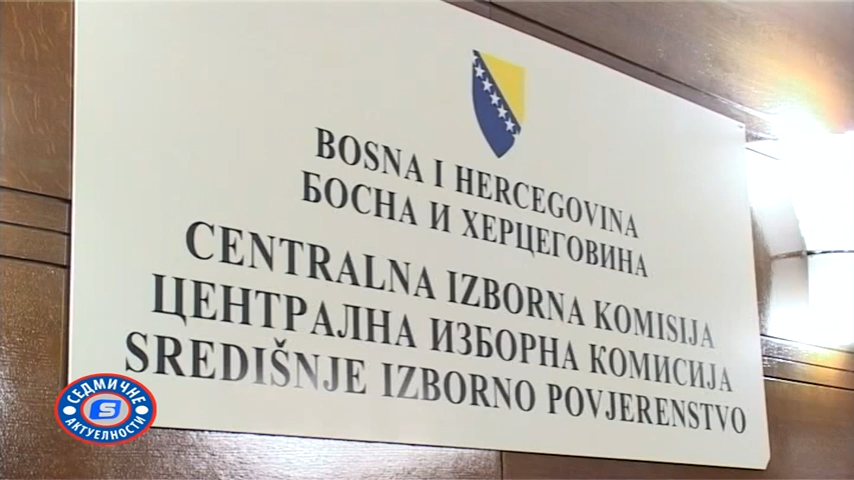 BOSNA I HERCEGOVINA
БОСНА И ХЕРЦЕГОВИНА
CENTRALNA IZBORNA KOMISIJA
ЦЕНТРАЛНА ИЗБОРНА КОМИСИЈА
SREDIŠNJE IZBORNO POVJERENSTVO
СЕДМИЧНЕ
S
АКТУЕЛНОСТИ